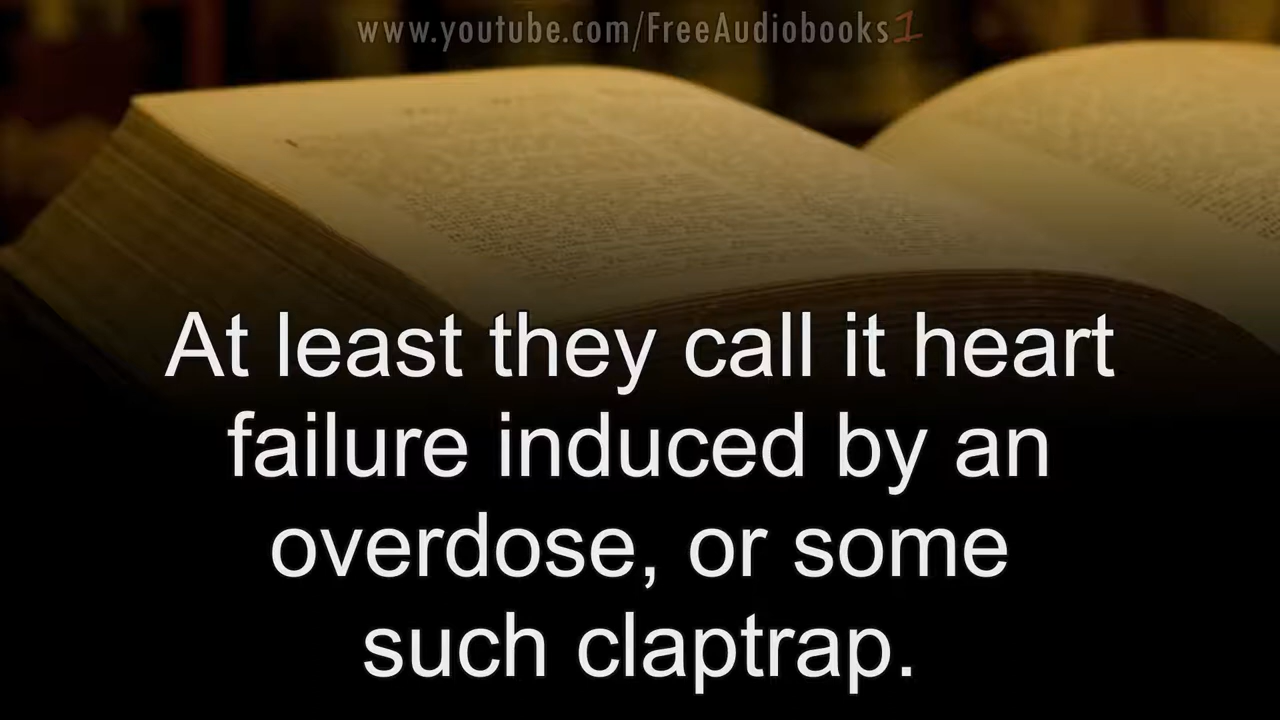 www.youtube.com/FreeAudiobooks1
At least they call it heart
failure induced by an
overdose, or some
such claptrap.